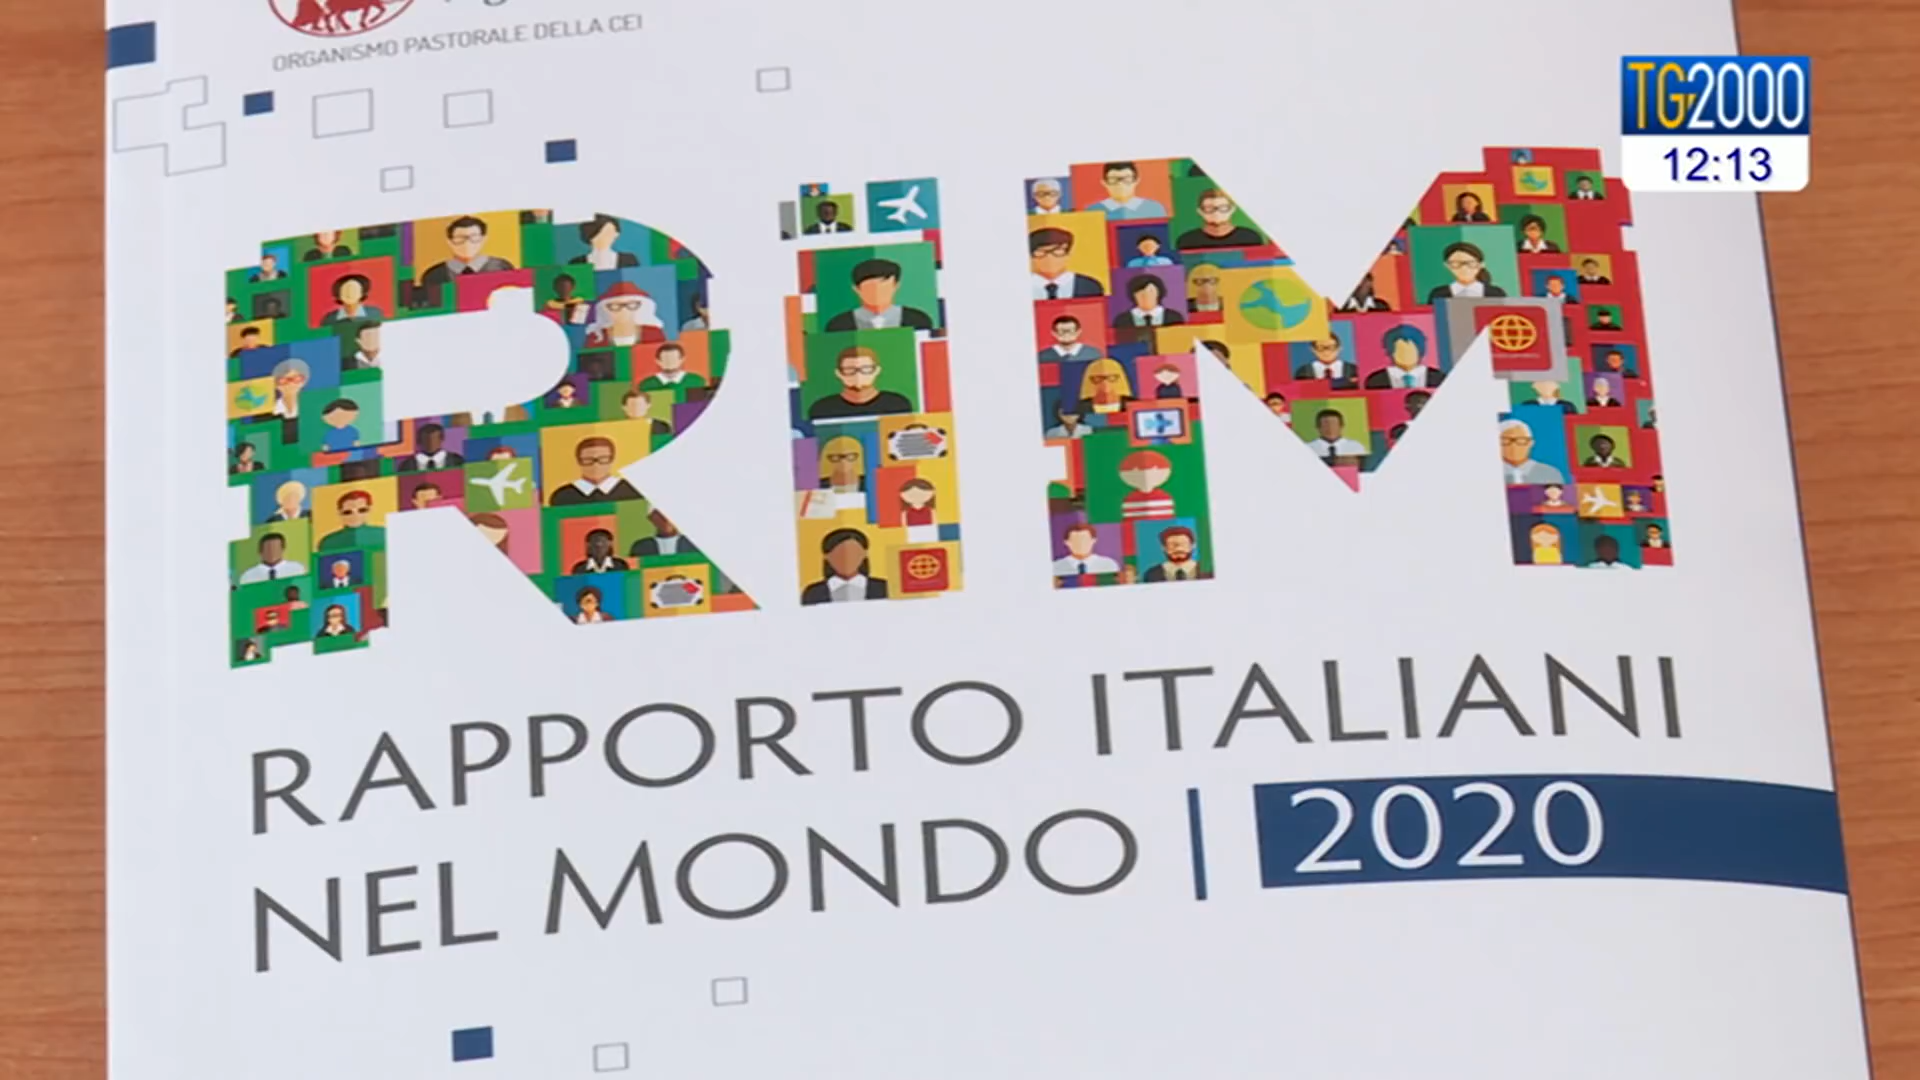 ORGANISMO PASTORALE DELLA CEI
TG2000
12:13
RiM
RAPPORTO ITALIANI
NEL MONDO | 2020